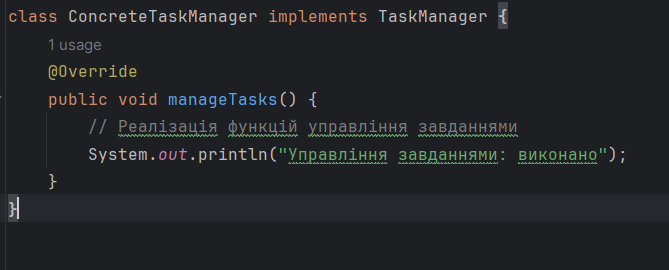 class ConcreteTaskManager implements TaskManager {
1 usage
@Override
public void manageTasks() {
// Реалізація функцій управління завданнями
System.out.println("Управління завданнями: виконано");
}
}